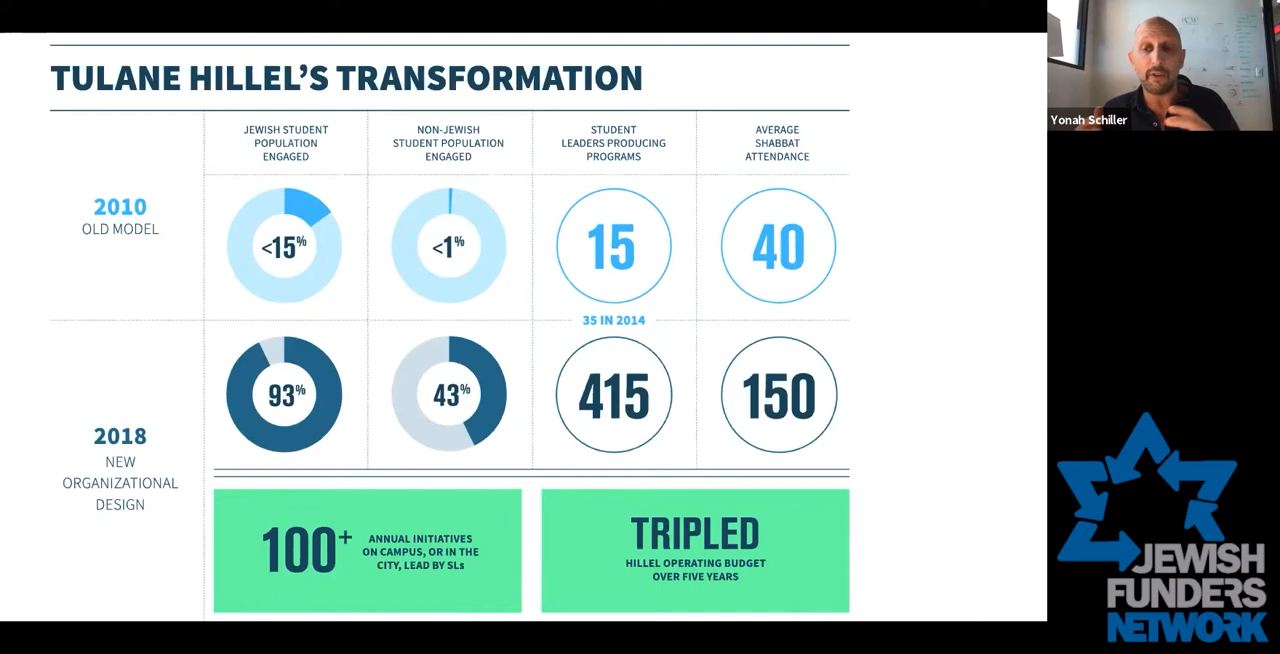 TULANE HILLEL'S TRANSFORMATION
JEWISH STUDENT
POPULATION
ENGAGED
NON-JEWISH
STUDENT POPULATION
ENGAGED
STUDENT
LEADERS PRODUCING
PROGRAMS
AVERAGE
SHABBAT
ATTENDANCE
2010
OLD MODEL
<15%
<1%
15
40
35 IN 2014
2018
NEW
ORGANIZATIONAL
DESIGN
93%
43%
415
150
100+
ANNUAL INITIATIVES
ON CAMPUS, OR IN THE
CITY, LEAD BY SLs
TRIPLED
HILLEL OPERATING BUDGET
OVER FIVE YEARS
Yonah Schiller
JEWISH
FUNDERS
NETWORK